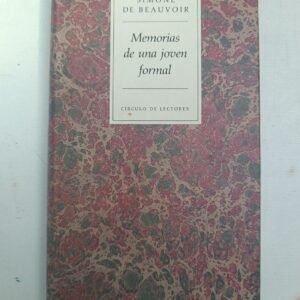 SIMONE
DE BEAUVOIR
Memorias
de una joven
formal
CÍRCULO DE LECTORES